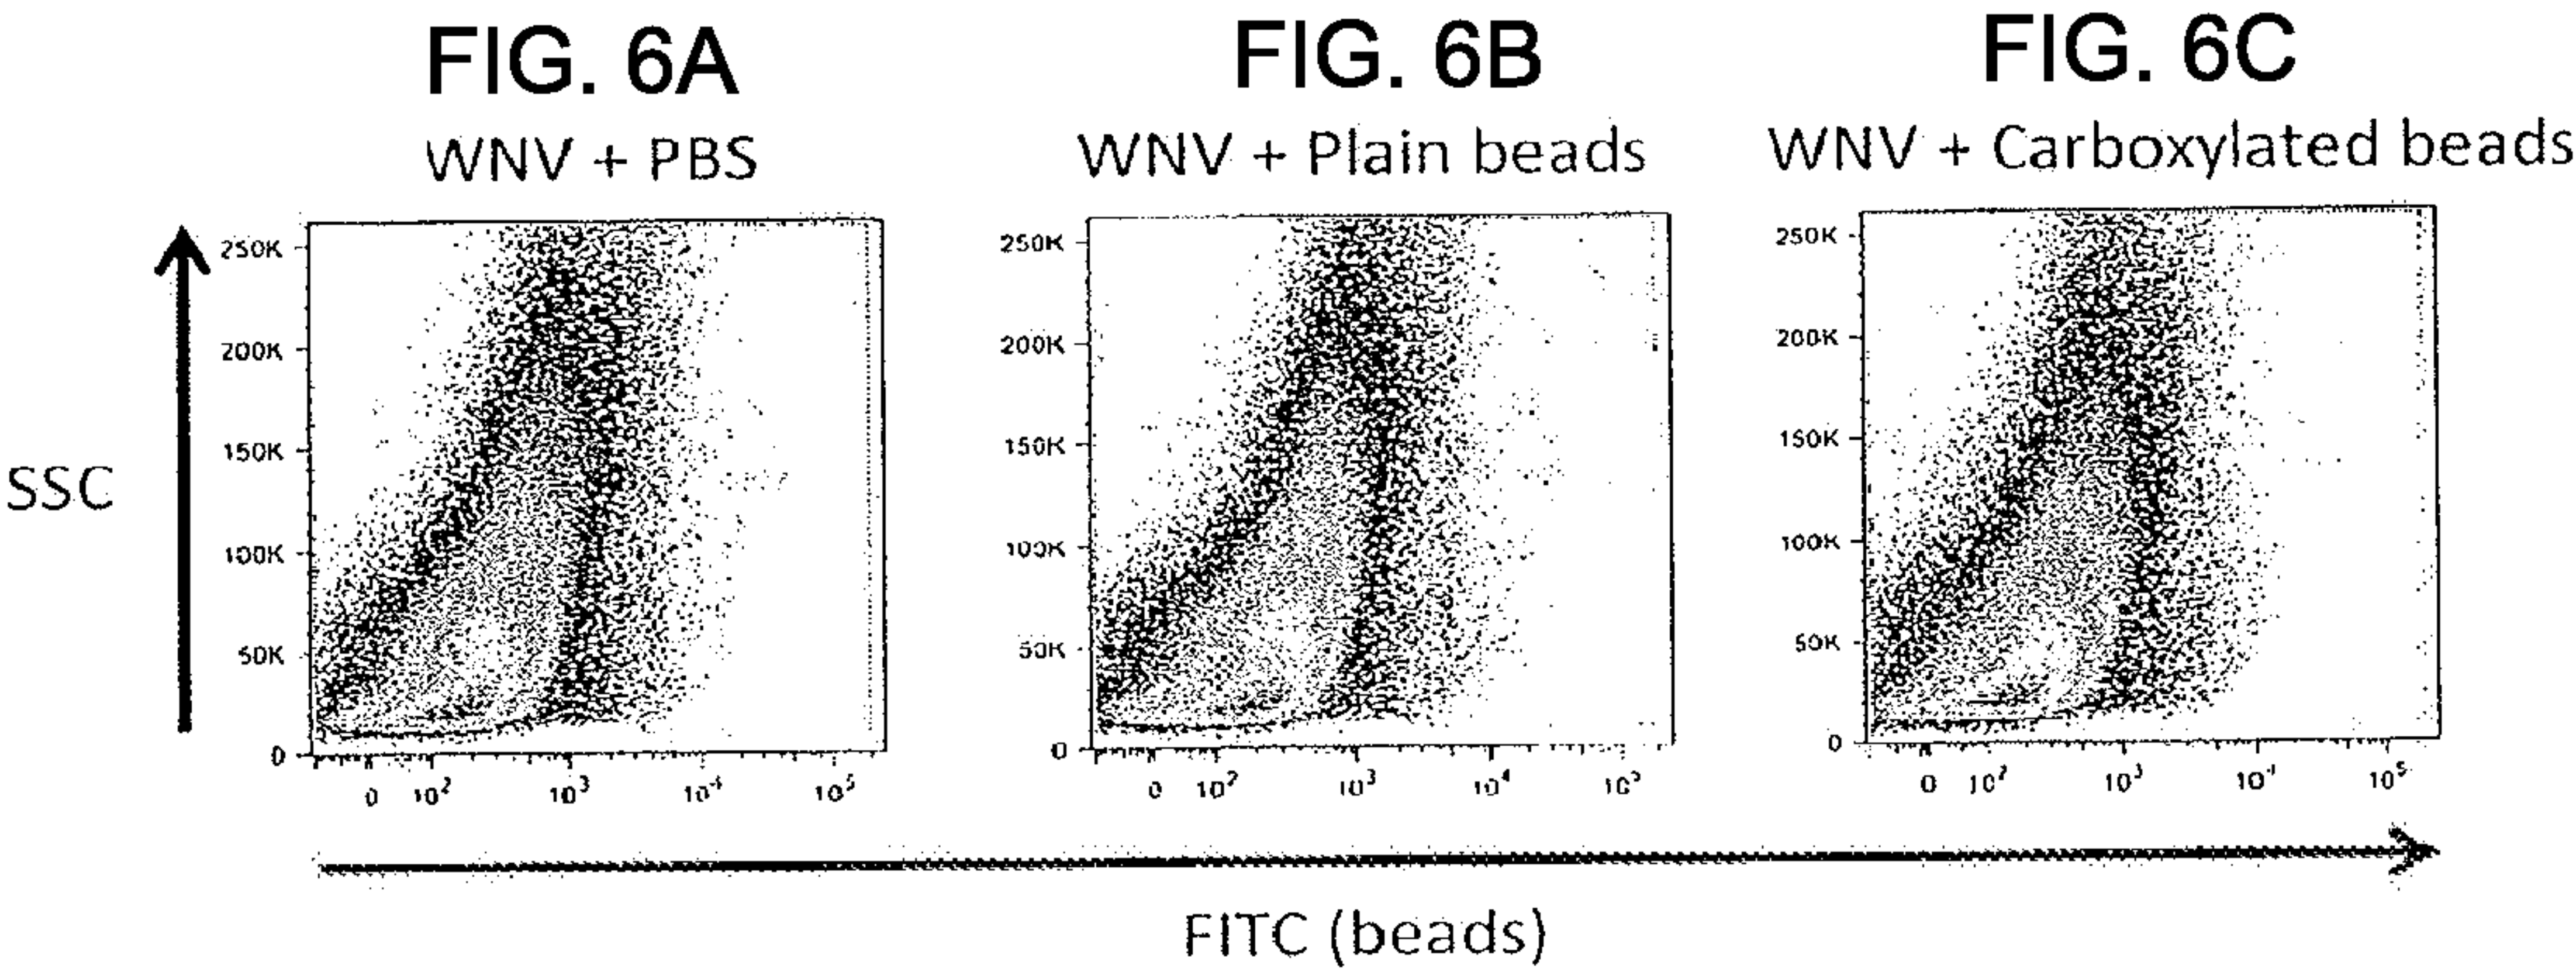 FIG. 6A
WNV + PBS
FIG. 6B
WNV + Plain beads
FIG. 6C
WNV + Carboxylated beads
SSC
250K
200K
150K
100K
50K
0
0 10² 10³ 10⁴ 10⁵
250K
200K
150K
100K
50K
0
0 10² 10³ 10⁴ 10⁵
250K
200K
150K
100K
50K
0
0 10² 10³ 10⁴ 10⁵
FITC (beads)